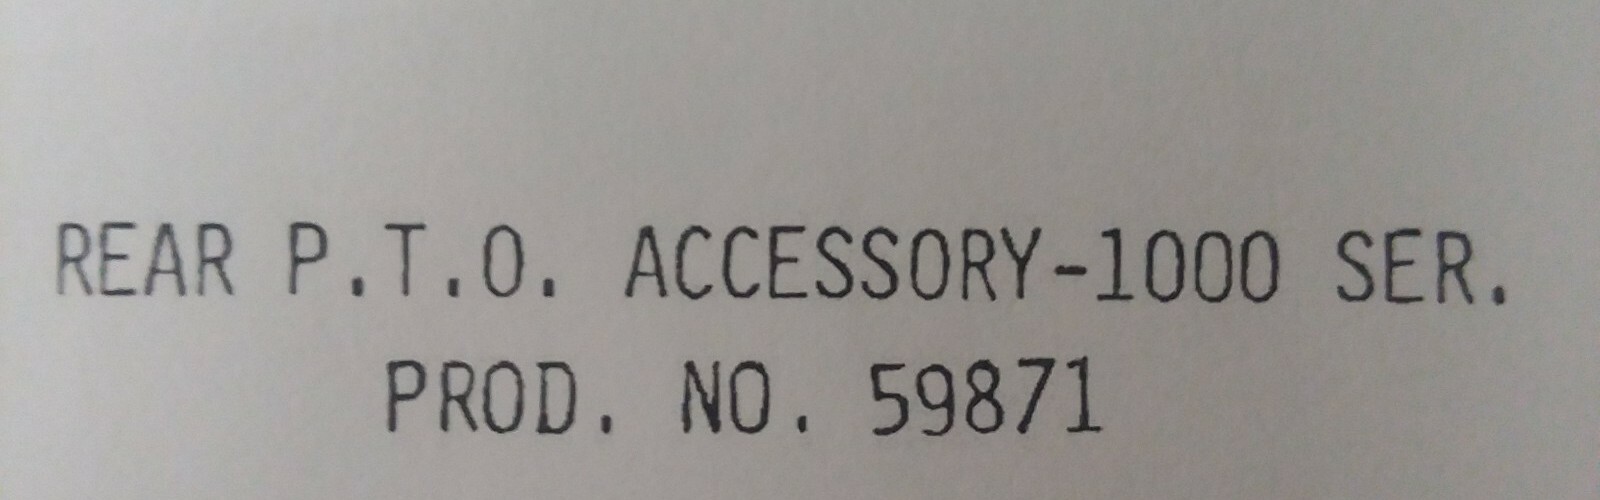 REAR P.T.O. ACCESSORY-1000 SER.
PROD. NO. 59871